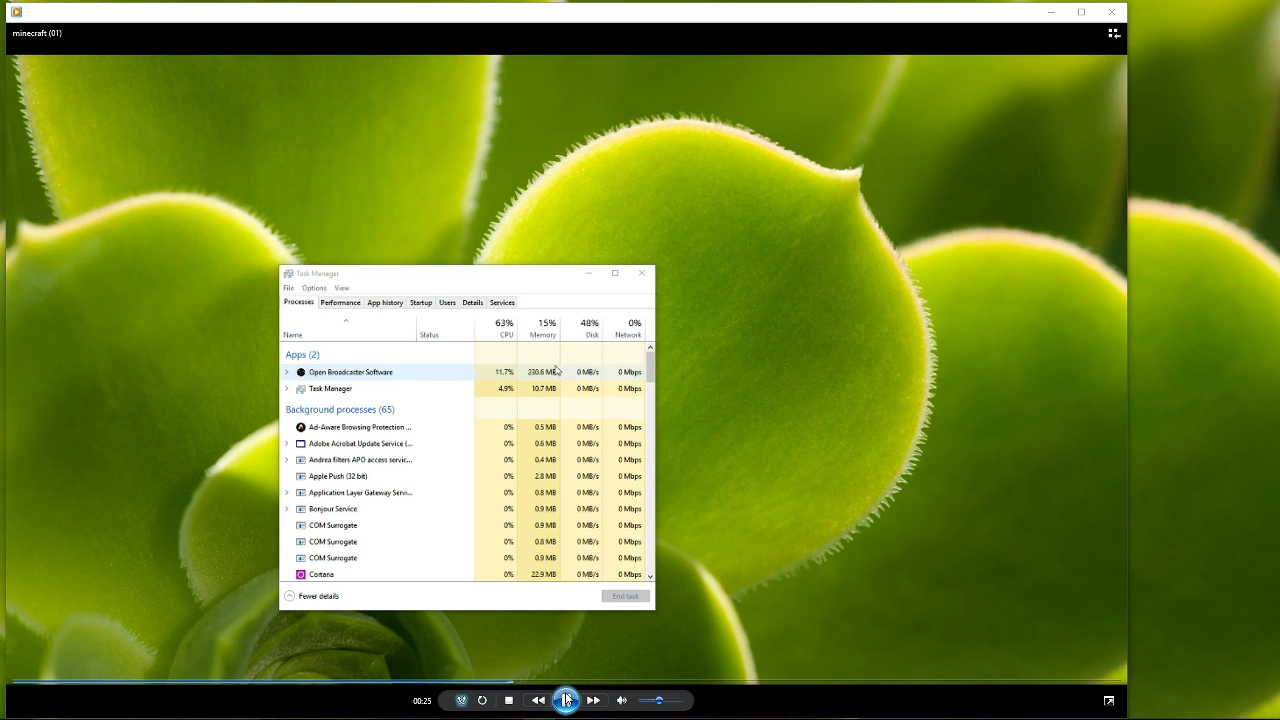 minecraft (01)
Task Manager
File Options View
Processes Performance App history Startup Users Details Services
63% 15% 48% 0%
Name Status CPU Memory Disk Network
Apps (2)
Open Broadcaster Software 11.7% 230.6 MB 0 MB/s 0 Mbps
Task Manager 4.9% 10.7 MB 0 MB/s 0 Mbps
Background processes (65)
Ad-Aware Browsing Protection ... 0% 0.5 MB 0 MB/s 0 Mbps
Adobe Acrobat Update Service (... 0% 0.6 MB 0 MB/s 0 Mbps
Andrea filters APO access servic... 0% 0.4 MB 0 MB/s 0 Mbps
Apple Push (32 bit) 0% 2.8 MB 0 MB/s 0 Mbps
Application Layer Gateway Servi... 0% 0.8 MB 0 MB/s 0 Mbps
Bonjour Service 0% 0.9 MB 0 MB/s 0 Mbps
COM Surrogate 0% 0.9 MB 0 MB/s 0 Mbps
COM Surrogate 0% 0.8 MB 0 MB/s 0 Mbps
COM Surrogate 0% 0.9 MB 0 MB/s 0 Mbps
Cortana 0% 22.9 MB 0 MB/s 0 Mbps
Fewer details End task
00:25